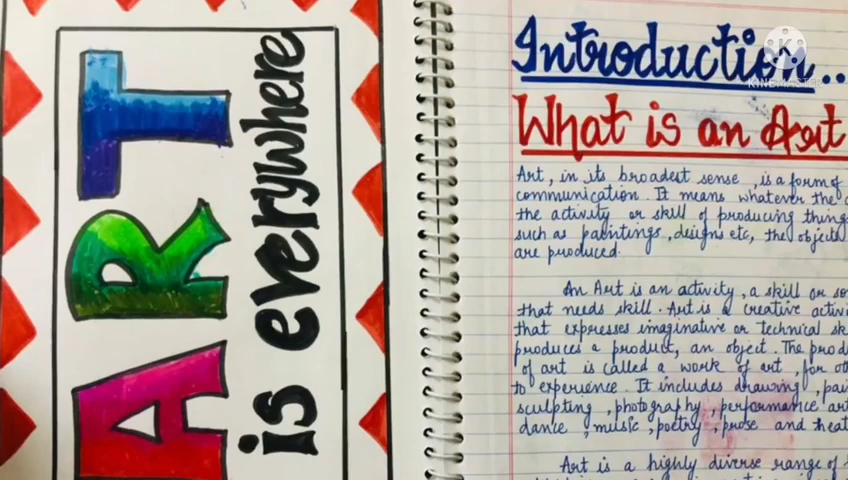 ART
is everywhere
Introduction...
KINEMASTER
What is an Art
Art, in its broadest sense, is a form of
communication. It means whatever the
the activity or skill of producing things
such as paintings, designs etc, the objects
are produced.
An Art is an activity, a skill or
that needs skill. Art is a creative
that expresses imaginative or technical
produces a product, an object. The
of art is called a work of art, for
to experience. It includes drawing,
sculpting, photography, performance art
dance, music, poetry, prose and
Art is a highly diverse range of